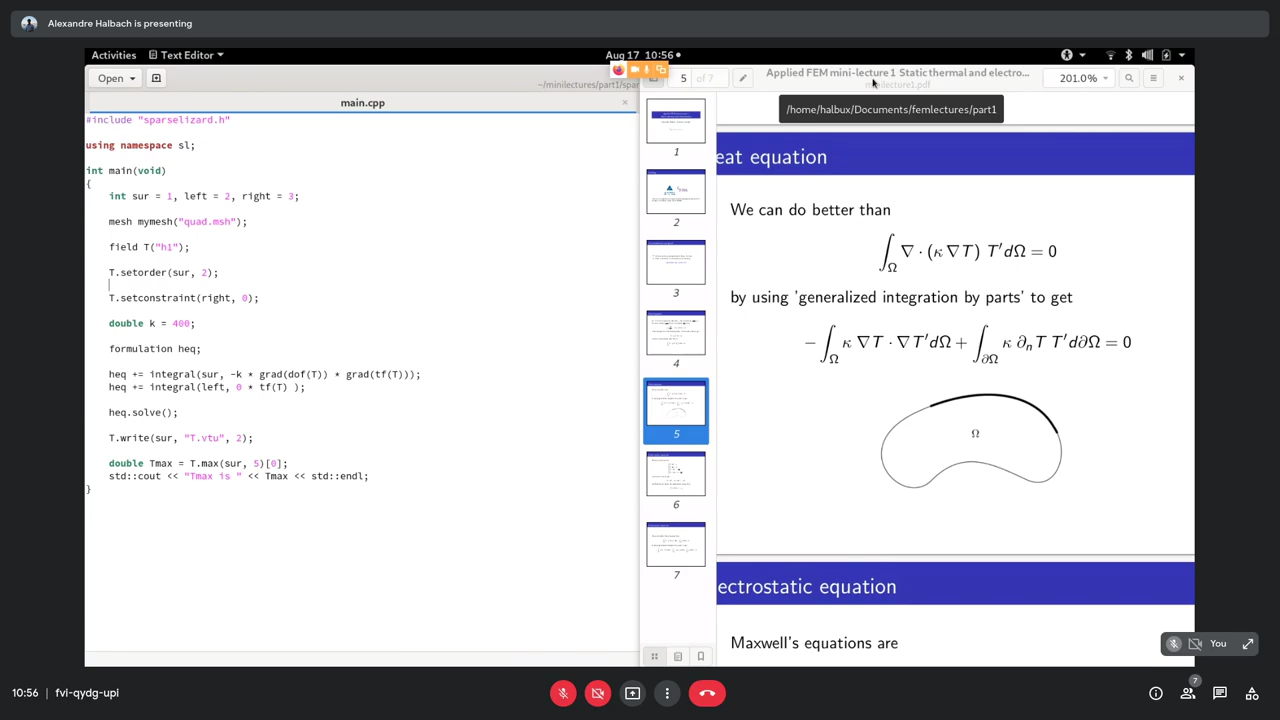 Alexandre Halbach is presenting
Activities Text Editor Aug 17 10:56
Open
~/minilectures/part1/spar
main.cpp
#include "sparselizard.h"
using namespace sl;
int main(void)
{
int sur = 1, left = 2, right = 3;
mesh mymesh("quad.msh");
field T("h1");
T.setorder(sur, 2);
T.setconstraint(right, 0);
double k = 400;
formulation heq;
heq += integral(sur, -k * grad(dof(T)) * grad(tf(T)));
heq += integral(left, 0 * tf(T) );
heq.solve();
T.write(sur, "T.vtu", 2);
double Tmax = T.max(sur, 5)[0];
std::cout << "Tmax is " << Tmax << std::endl;
}
5 of 7
Applied FEM mini-lecture 1 Static thermal and electro...
minilecture1.pdf
201.0%
/home/halbux/Documents/femlectures/part1
1
2
3
4
5
6
7
eat equation
We can do better than
∫Ω ∇ · (κ ∇T) T′dΩ = 0
by using 'generalized integration by parts' to get
− ∫Ω κ ∇T · ∇T′dΩ + ∫∂Ω κ ∂nT T′d∂Ω = 0
Ω
ectrostatic equation
Maxwell's equations are
You
10:56 fvi-qydg-upi
7